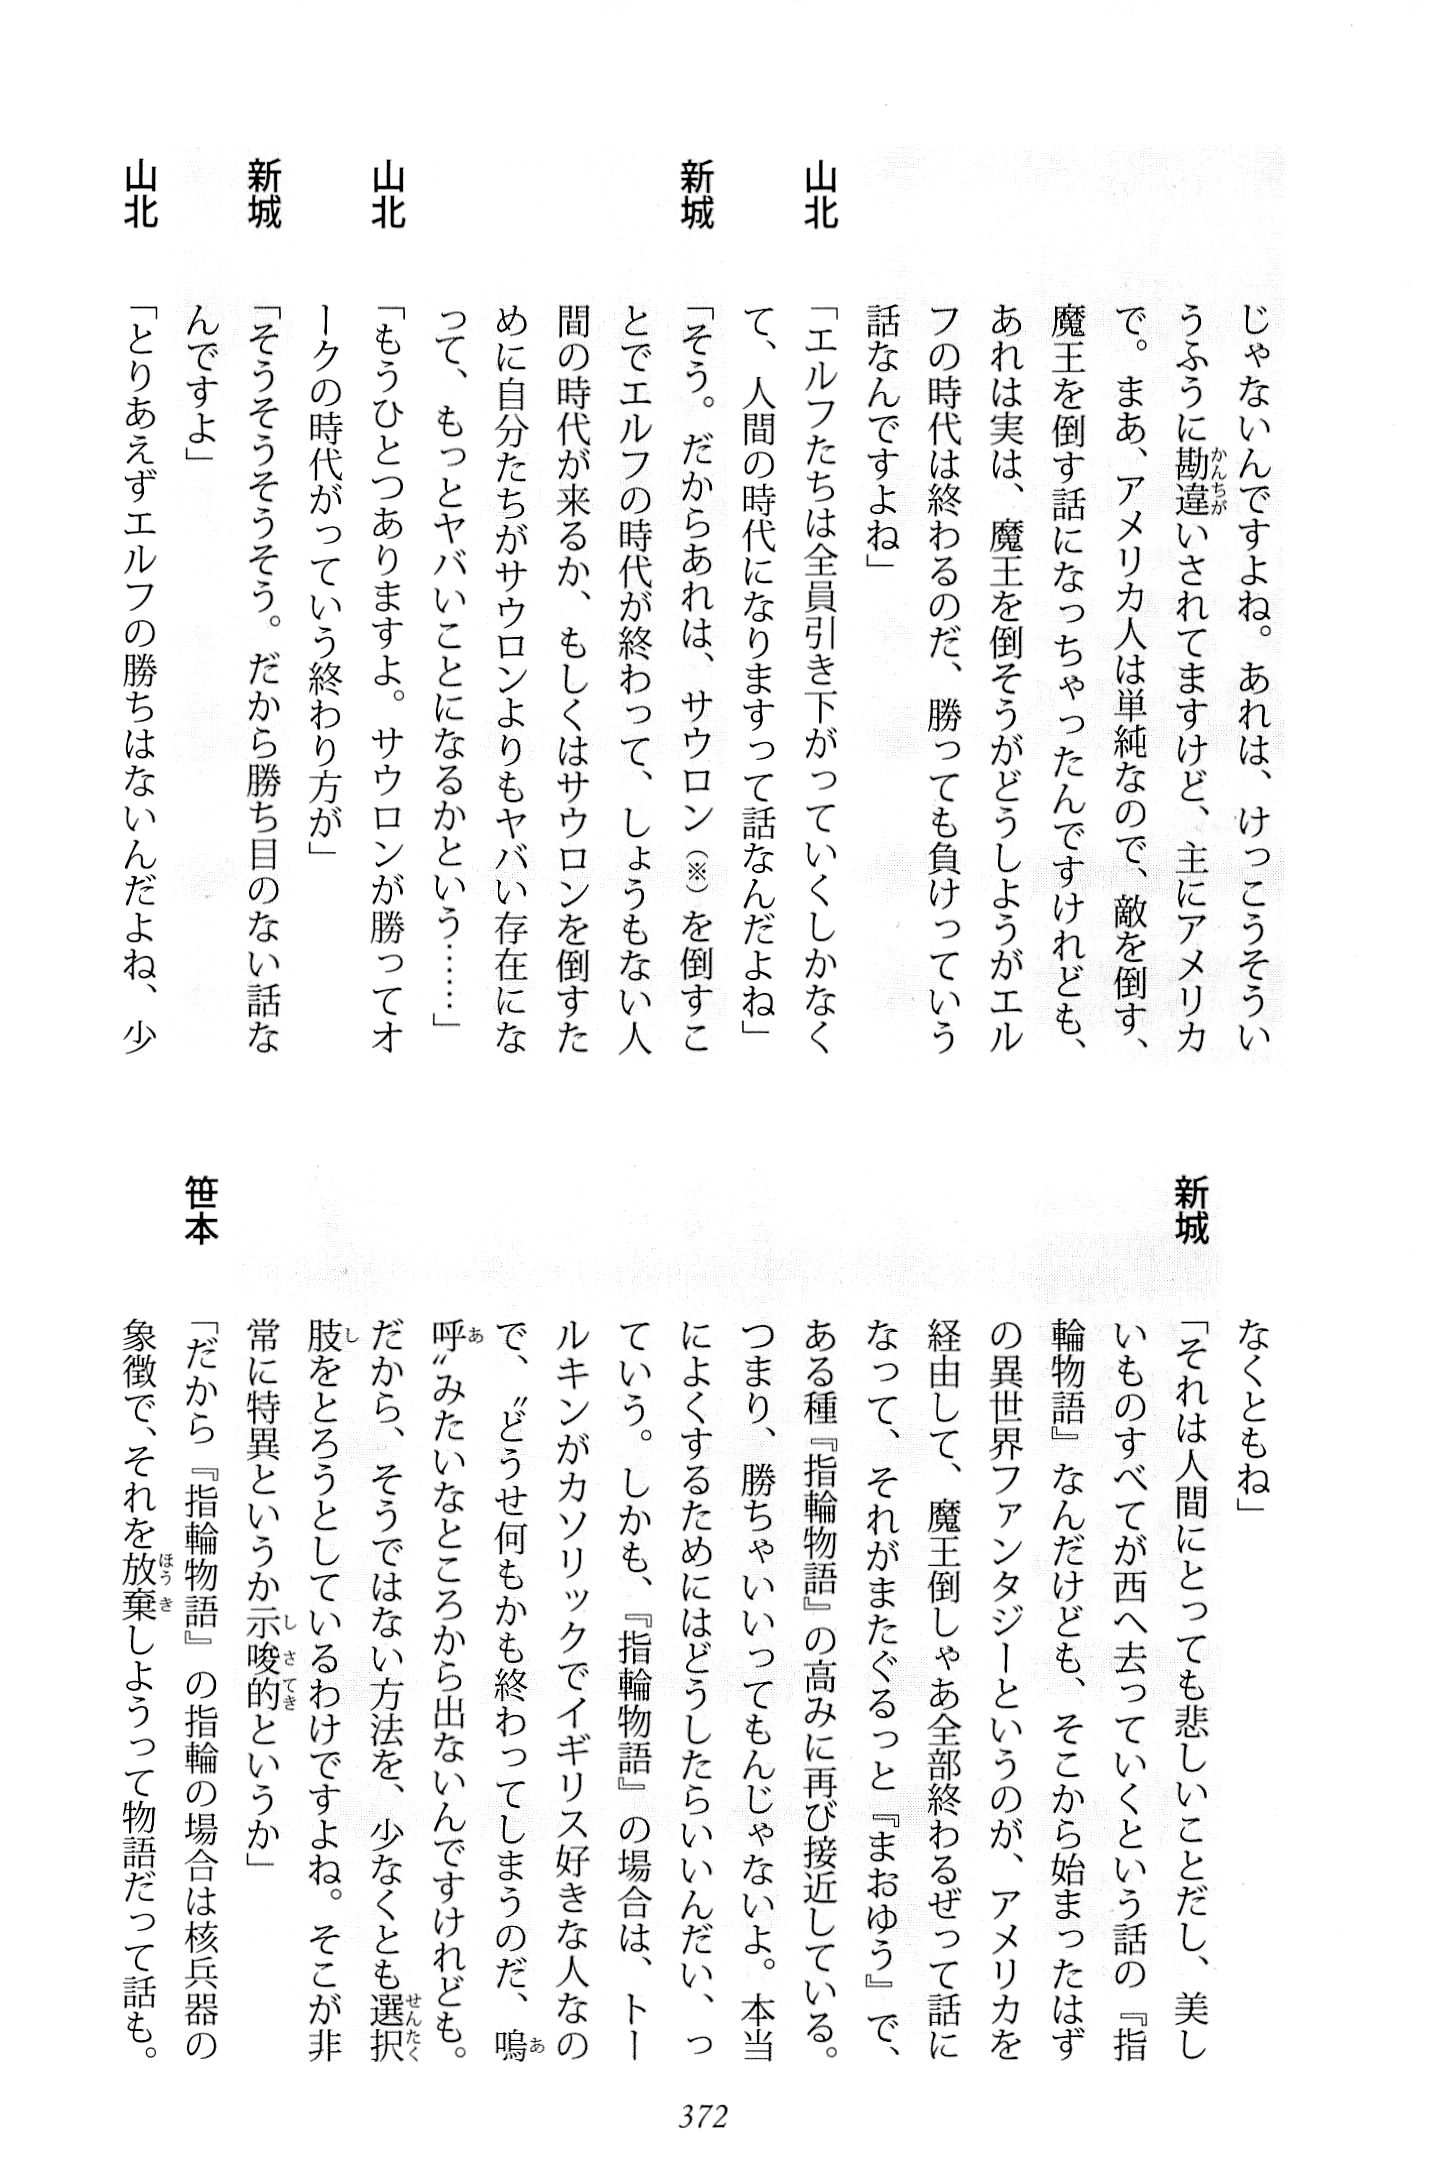 じゃないんですよね。あれは、けっこうそうい
うふうに勘違いされてますけど、主にアメリカ
で。まあ、アメリカ人は単純なので、敵を倒す、
魔王を倒す話になっちゃったんですけれども、
あれは実は、魔王を倒そうがどうしようがエル
フの時代は終わるのだ、勝っても負けっていう
話なんですよね」
山北「エルフたちは全員引き下がっていくしかなく
て、人間の時代になりますって話なんだよね」
新城「そう。だからあれは、サウロン（※）を倒すこ
とでエルフの時代が終わって、しょうもない人
間の時代が来るか、もしくはサウロンを倒すた
めに自分たちがサウロンよりもヤバい存在にな
って、もっとヤバいことになるかという……」
山北「もうひとつありますよ。サウロンが勝ってオ
ークの時代がっていう終わり方が」
新城「そうそうそうそう。だから勝ち目のない話な
んですよ」
山北「とりあえずエルフの勝ちはないんだよね、少
なくともね」
新城「それは人間にとっても悲しいことだし、美し
いものすべてが西へ去っていくという話の『指
輪物語』なんだけども、そこから始まったはず
の異世界ファンタジーというのが、アメリカを
経由して、魔王倒しゃあ全部終わるぜって話に
なって、それがまたぐるっと『まおゆう』で、
ある種『指輪物語』の高みに再び接近している。
つまり、勝ちゃいいってもんじゃないよ。本当
によくするためにはどうしたらいいんだい、っ
ていう。しかも、『指輪物語』の場合は、トー
ルキンがカソリックでイギリス好きな人なの
で、〝どうせ何もかも終わってしまうのだ、嗚
呼〟みたいなところから出ないんですけれども。
だから、そうではない方法を、少なくとも選択
肢をとろうとしているわけですよね。そこが非
常に特異というか示唆的というか」
笹本「だから『指輪物語』の指輪の場合は核兵器の
象徴で、それを放棄しようって物語だって話も。
372